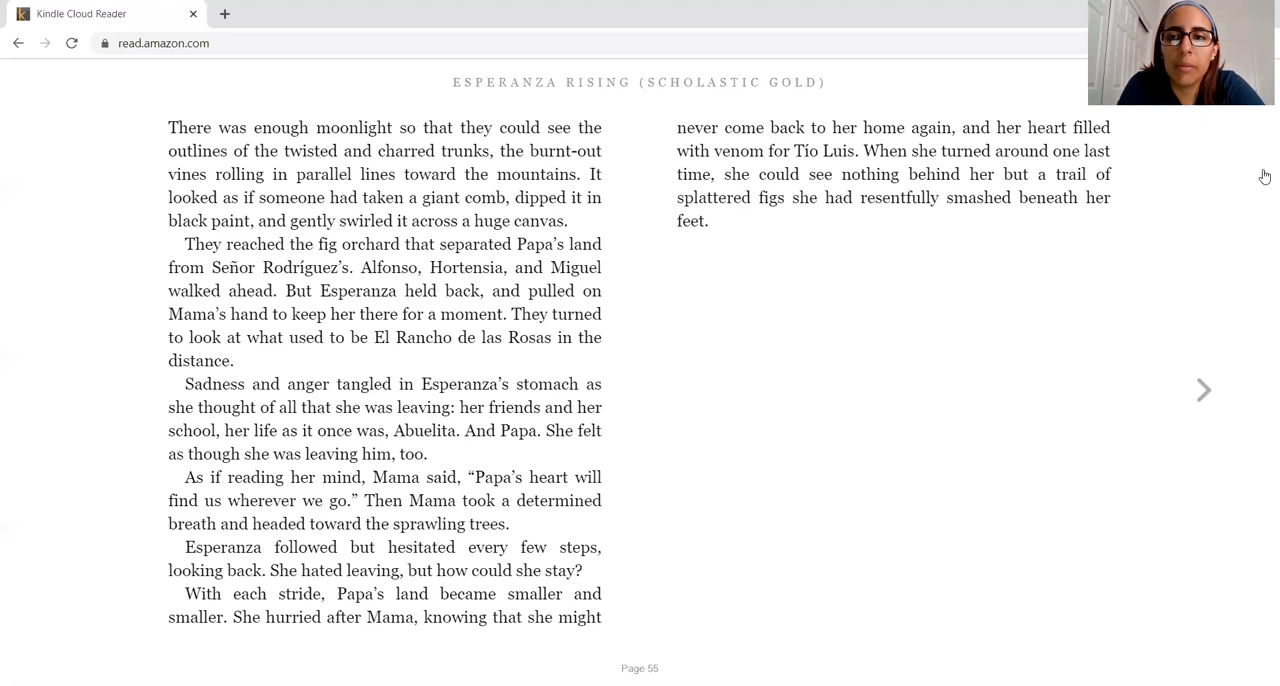 Kindle Cloud Reader
read.amazon.com
ESPERANZA RISING (SCHOLASTIC GOLD)
There was enough moonlight so that they could see the
outlines of the twisted and charred trunks, the burnt-out
vines rolling in parallel lines toward the mountains. It
looked as if someone had taken a giant comb, dipped it in
black paint, and gently swirled it across a huge canvas.
They reached the fig orchard that separated Papa's land
from Señor Rodríguez's. Alfonso, Hortensia, and Miguel
walked ahead. But Esperanza held back, and pulled on
Mama's hand to keep her there for a moment. They turned
to look at what used to be El Rancho de las Rosas in the
distance.
Sadness and anger tangled in Esperanza's stomach as
she thought of all that she was leaving: her friends and her
school, her life as it once was, Abuelita. And Papa. She felt
as though she was leaving him, too.
As if reading her mind, Mama said, “Papa's heart will
find us wherever we go.” Then Mama took a determined
breath and headed toward the sprawling trees.
Esperanza followed but hesitated every few steps,
looking back. She hated leaving, but how could she stay?
With each stride, Papa's land became smaller and
smaller. She hurried after Mama, knowing that she might
never come back to her home again, and her heart filled
with venom for Tío Luis. When she turned around one last
time, she could see nothing behind her but a trail of
splattered figs she had resentfully smashed beneath her
feet.
Page 55